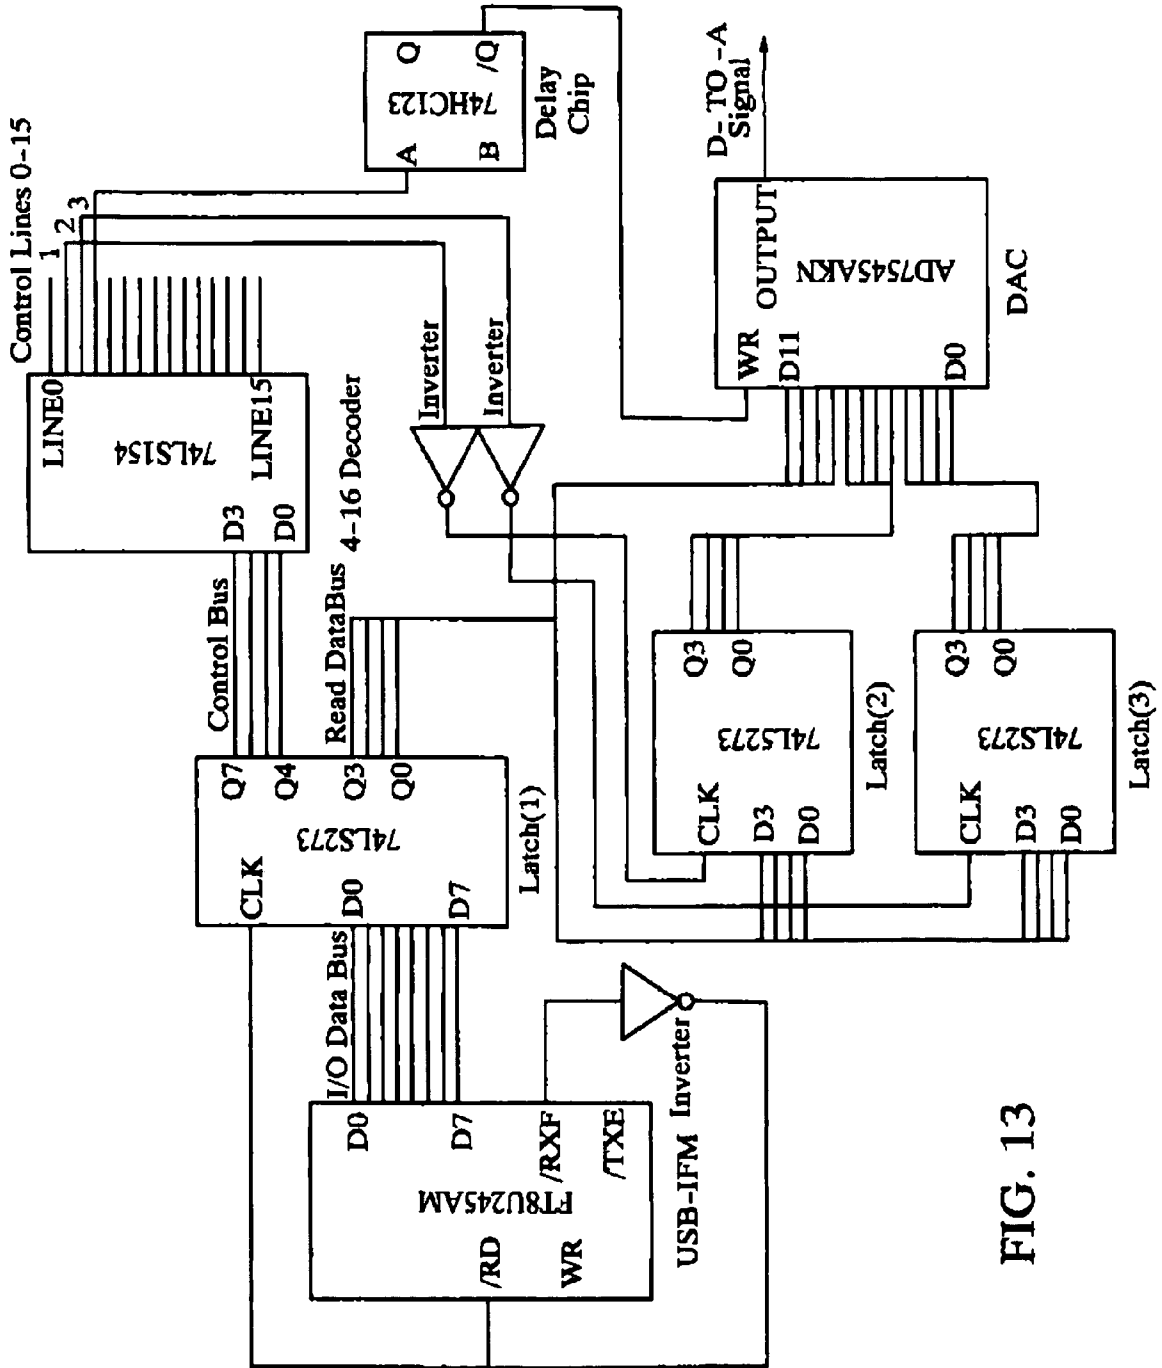 Control Lines 0-15
1
2
3
LINE0
LINE15
74LS154
D3
D0
4-16 Decoder
Control Bus
Q
/Q
74HC123
A
B
Delay
Chip
Inverter
Inverter
Q7
Q4
Q3
Q0
Read DataBus
74LS273
CLK
D0
D7
Latch(1)
I/O Data Bus
D0
D7
/RXF
/TXE
FT8U245AM
/RD
WR
USB-IFM
Inverter
Q3
Q0
74LS273
CLK
D3
D0
Latch(2)
Q3
Q0
74LS273
CLK
D3
D0
Latch(3)
D-TO-A
Signal
OUTPUT
AD7545AKN
WR
D11
D0
DAC
FIG. 13